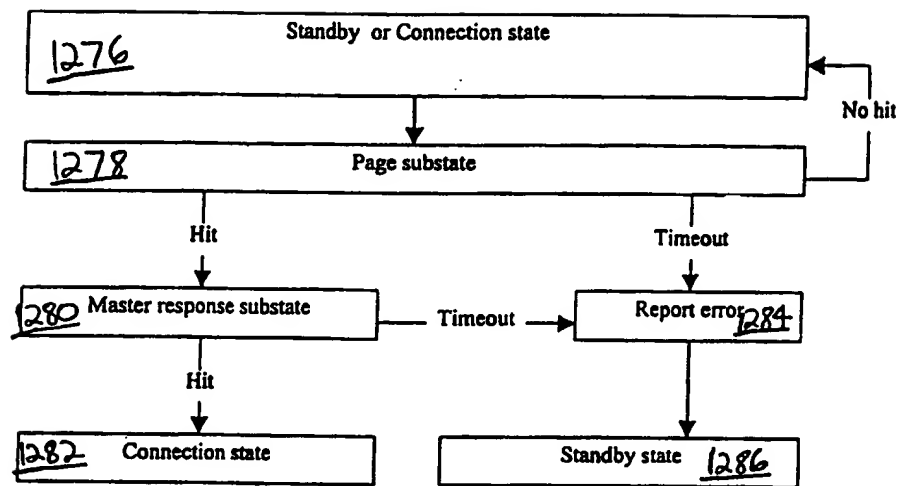 Standby or Connection state
1276
No hit
1278 Page substate
Hit
Timeout
1280 Master response substate
Timeout
Report error 1284
Hit
1282 Connection state
Standby state 1286